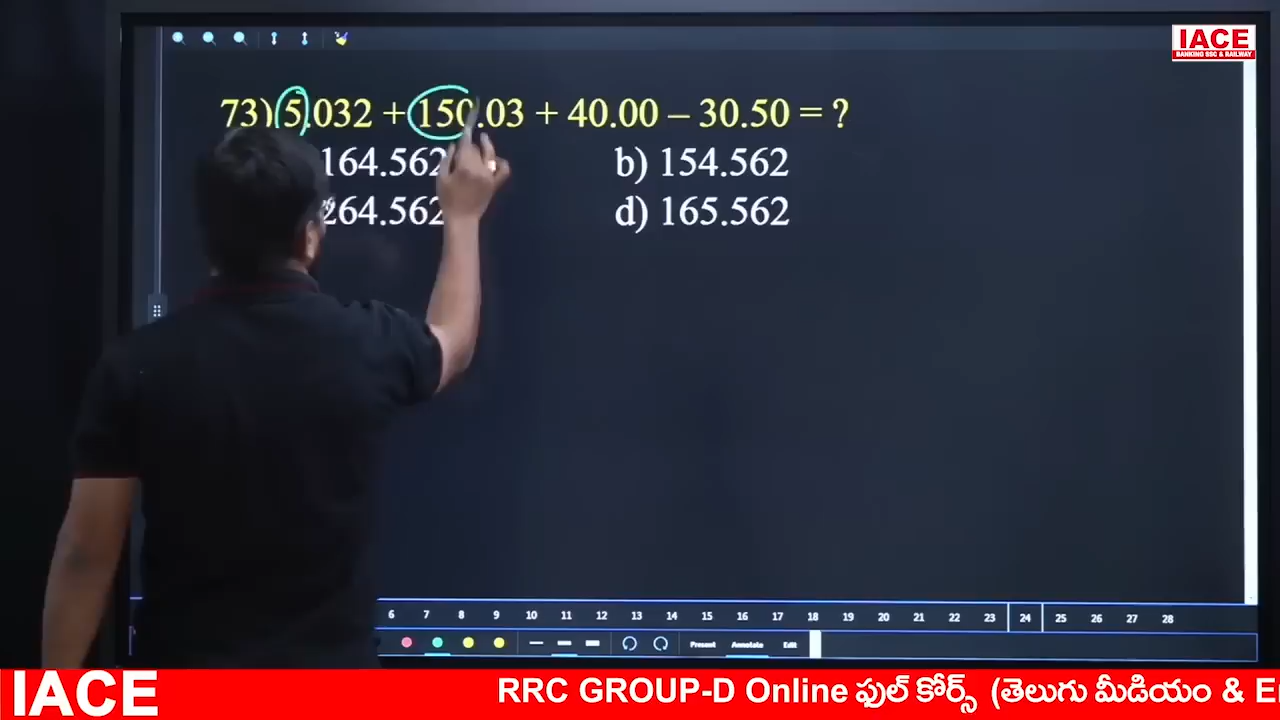 IACE
BANKING SSC & RAILWAY
73) 5.032 + 150.03 + 40.00 – 30.50 = ?
164.562 b) 154.562
264.562 d) 165.562
6 7 8 9 10 11 12 13 14 15 16 17 18 19 20 21 22 23 24 25 26 27 28
Present Annotate Edit
IACE RRC GROUP-D Online ఫుల్ కోర్స్ (తెలుగు మీడియం & E